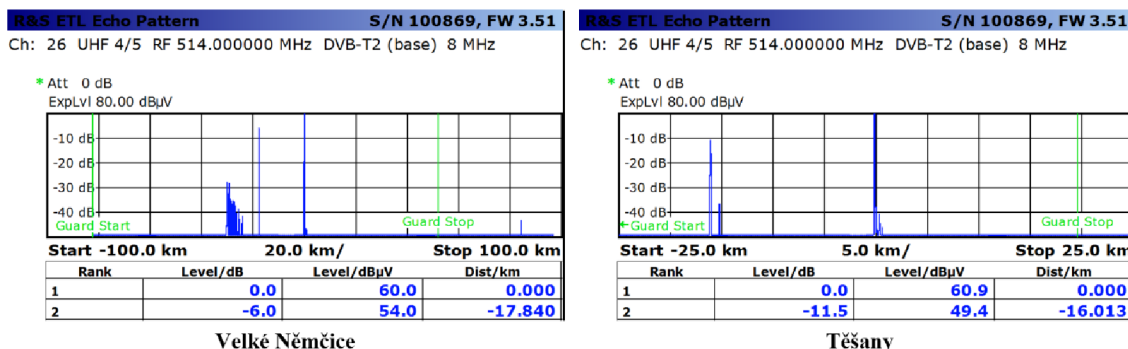 R&S ETL Echo Pattern S/N 100869, FW 3.51
Ch: 26 UHF 4/5 RF 514.000000 MHz DVB-T2 (base) 8 MHz
* Att 0 dB
ExpLvl 80.00 dBµV
-10 dB
-20 dB
-30 dB
-40 dB
Guard Start Guard Stop
Start -100.0 km 20.0 km/ Stop 100.0 km
Rank Level/dB Level/dBµV Dist/km
1 0.0 60.0 0.000
2 -6.0 54.0 -17.840
Velké Němčice
R&S ETL Echo Pattern S/N 100869, FW 3.51
Ch: 26 UHF 4/5 RF 514.000000 MHz DVB-T2 (base) 8 MHz
* Att 0 dB
ExpLvl 80.00 dBµV
-10 dB
-20 dB
-30 dB
-40 dB
←Guard Start Guard Stop
Start -25.0 km 5.0 km/ Stop 25.0 km
Rank Level/dB Level/dBµV Dist/km
1 0.0 60.9 0.000
2 -11.5 49.4 -16.013
Těšany